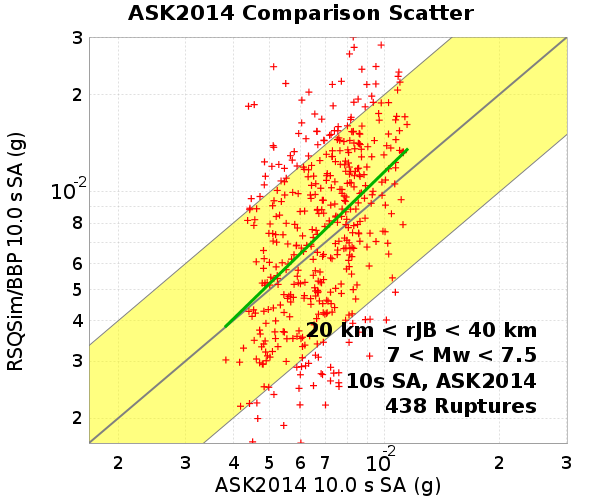 ASK2014 Comparison Scatter
RSQSim/BBP 10.0 s SA (g)
3
2
10-2
8
6
5
4
3
2
20 km < rJB < 40 km
7 < Mw < 7.5
10s SA, ASK2014
438 Ruptures
2 3 4 5 6 7 10-2 2 3
ASK2014 10.0 s SA (g)